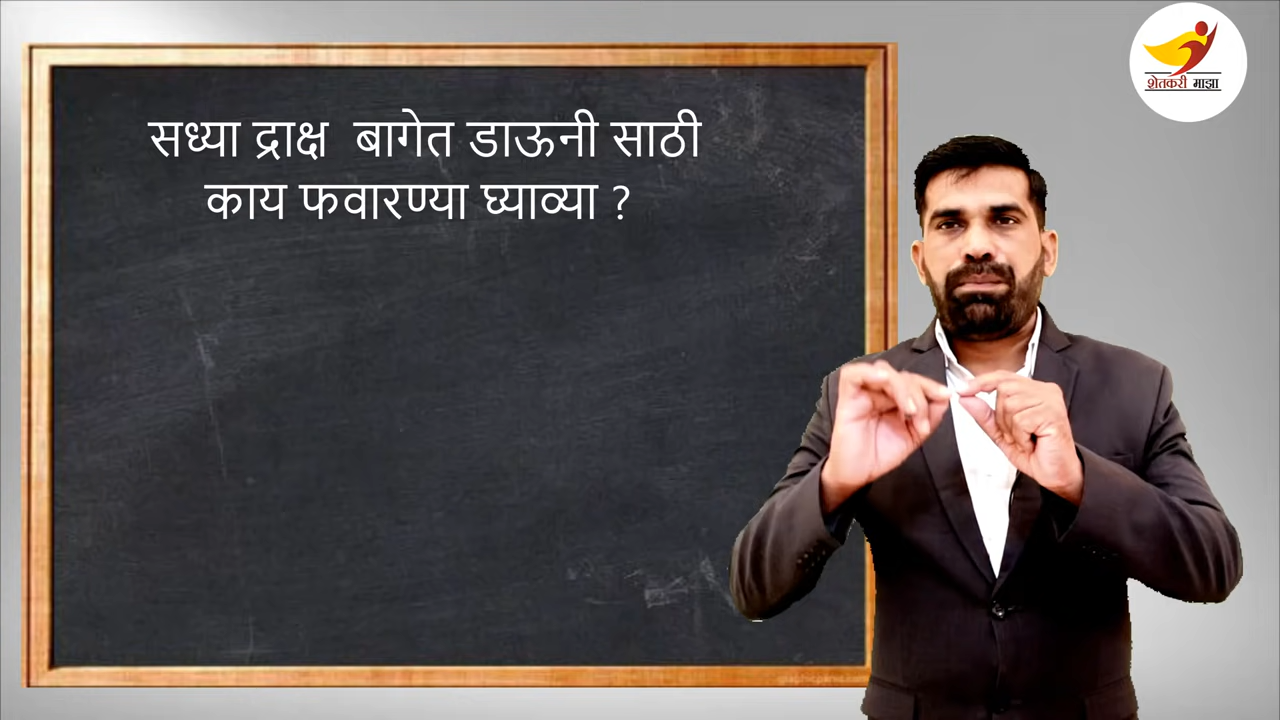 सध्या द्राक्ष बागेत डाऊनी साठी
काय फवारण्या घ्याव्या ?
शेतकरी माझा